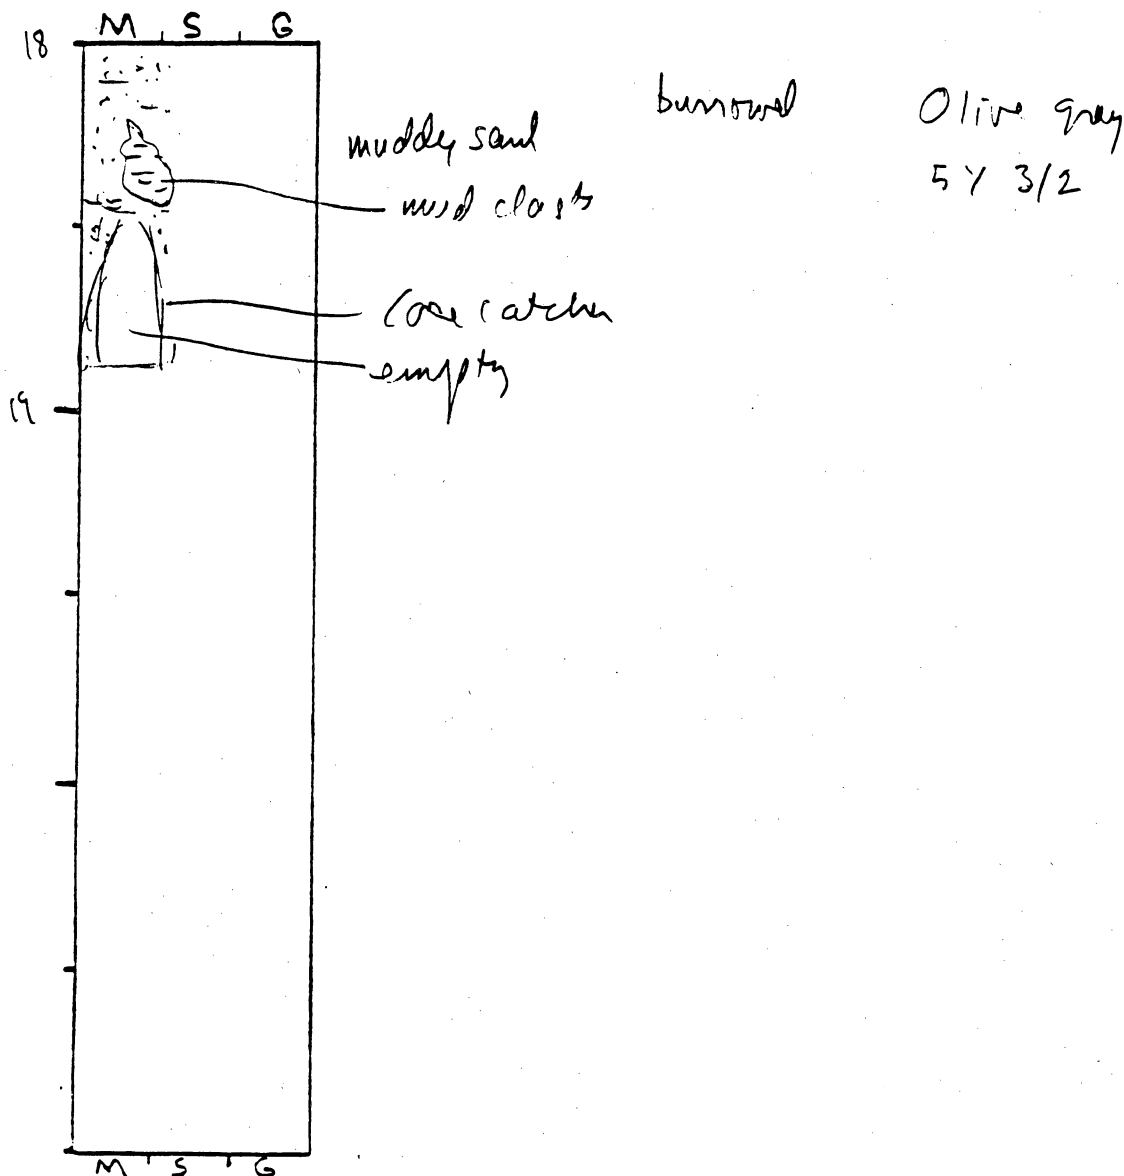 M S G
18
burrowed
Olive gray
muddy sand
5Y 3/2
mud clasts
Core catcher
empty
19
M S G